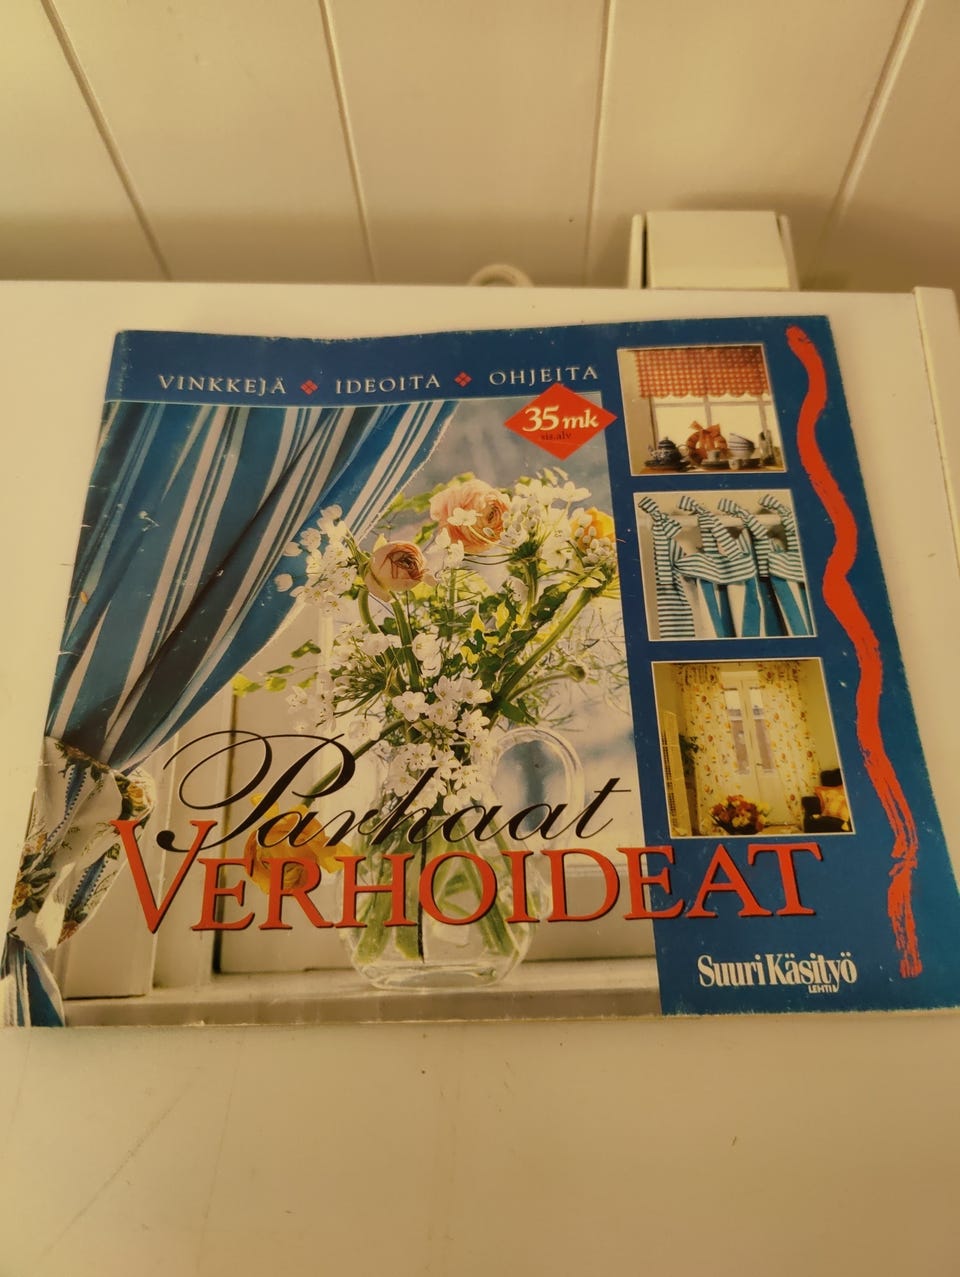 VINKKEJÄ ❖ IDEOITA ❖ OHJEITA
35 mk
sis.alv
Parhaat
VERHOIDEAT
Suuri Käsityö
LEHTI